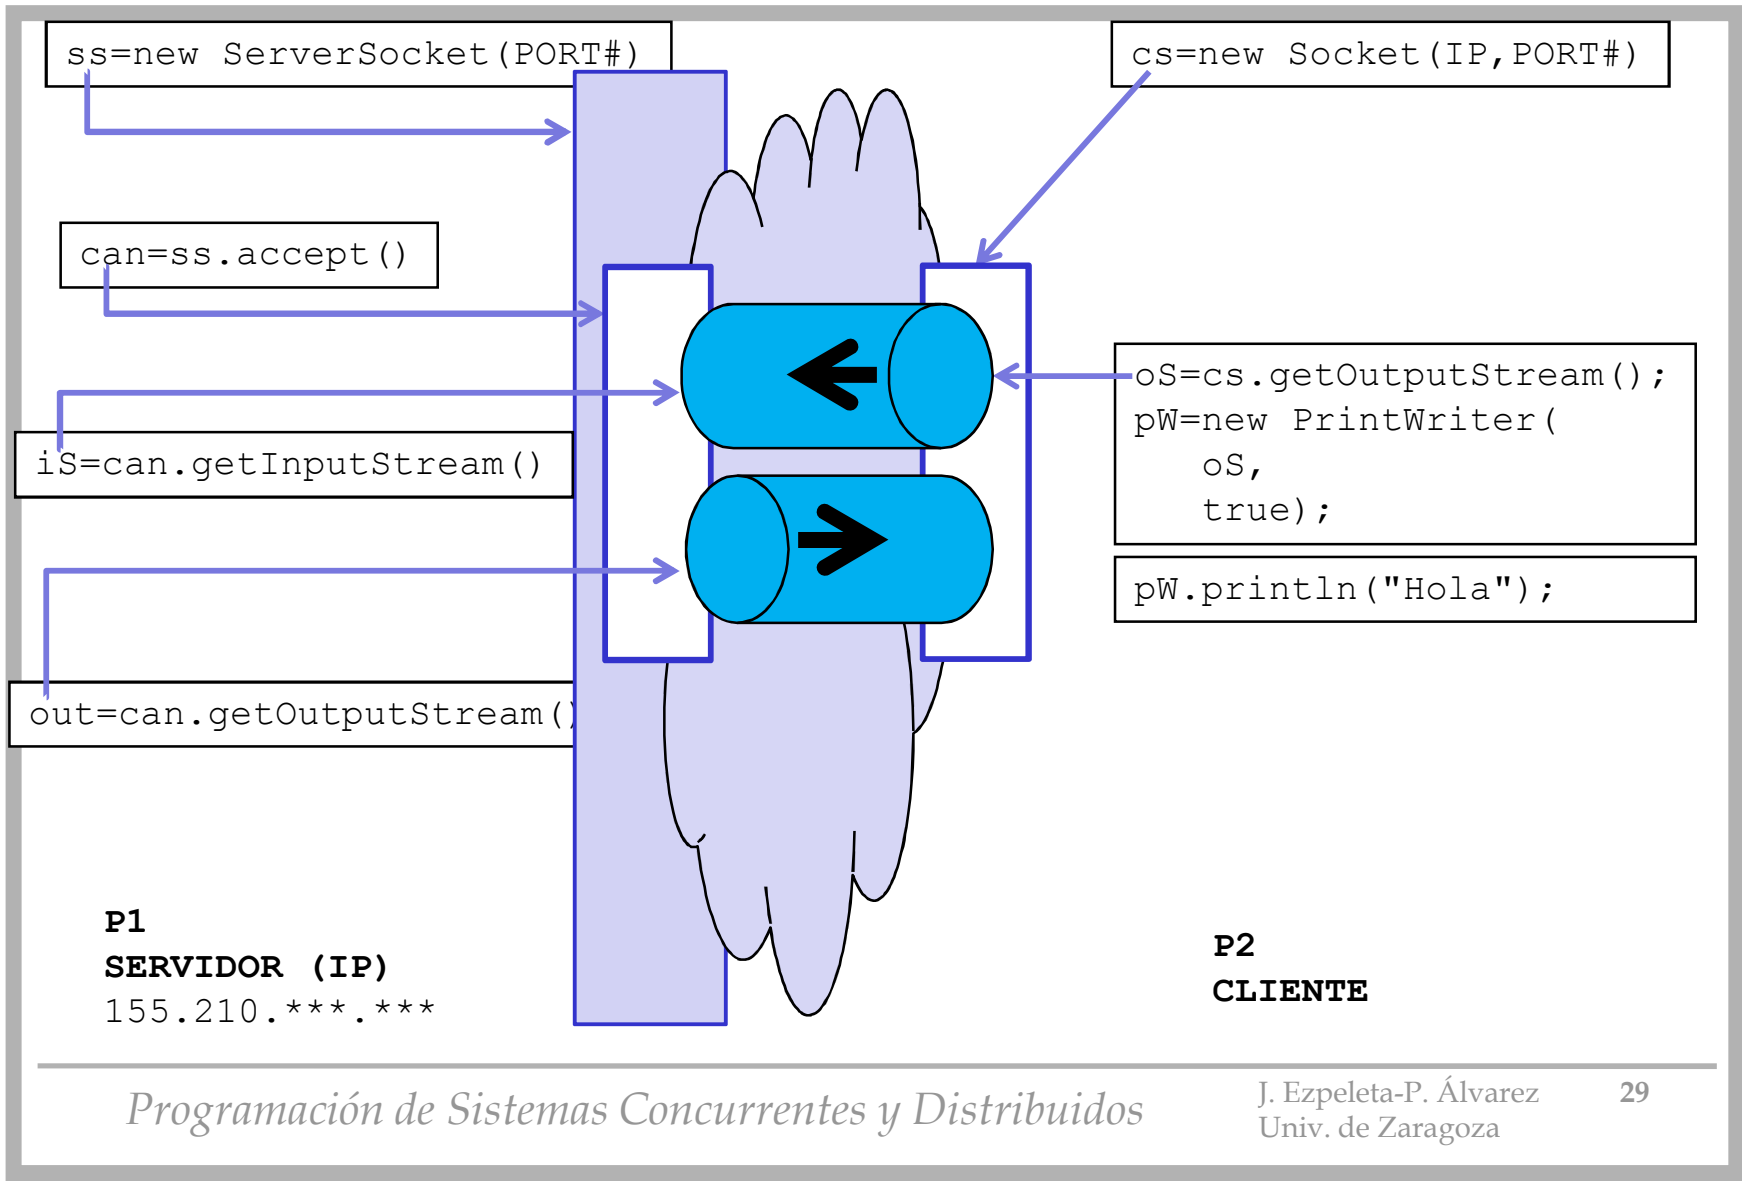 ss=new ServerSocket(PORT#)
cs=new Socket(IP,PORT#)
can=ss.accept()
iS=can.getInputStream()
out=can.getOutputStream()
oS=cs.getOutputStream();
pW=new PrintWriter(
oS,
true);
pW.println("Hola");
P1
SERVIDOR (IP)
155.210.***.***
P2
CLIENTE
Programación de Sistemas Concurrentes y Distribuidos
J. Ezpeleta-P. Álvarez
Univ. de Zaragoza
29